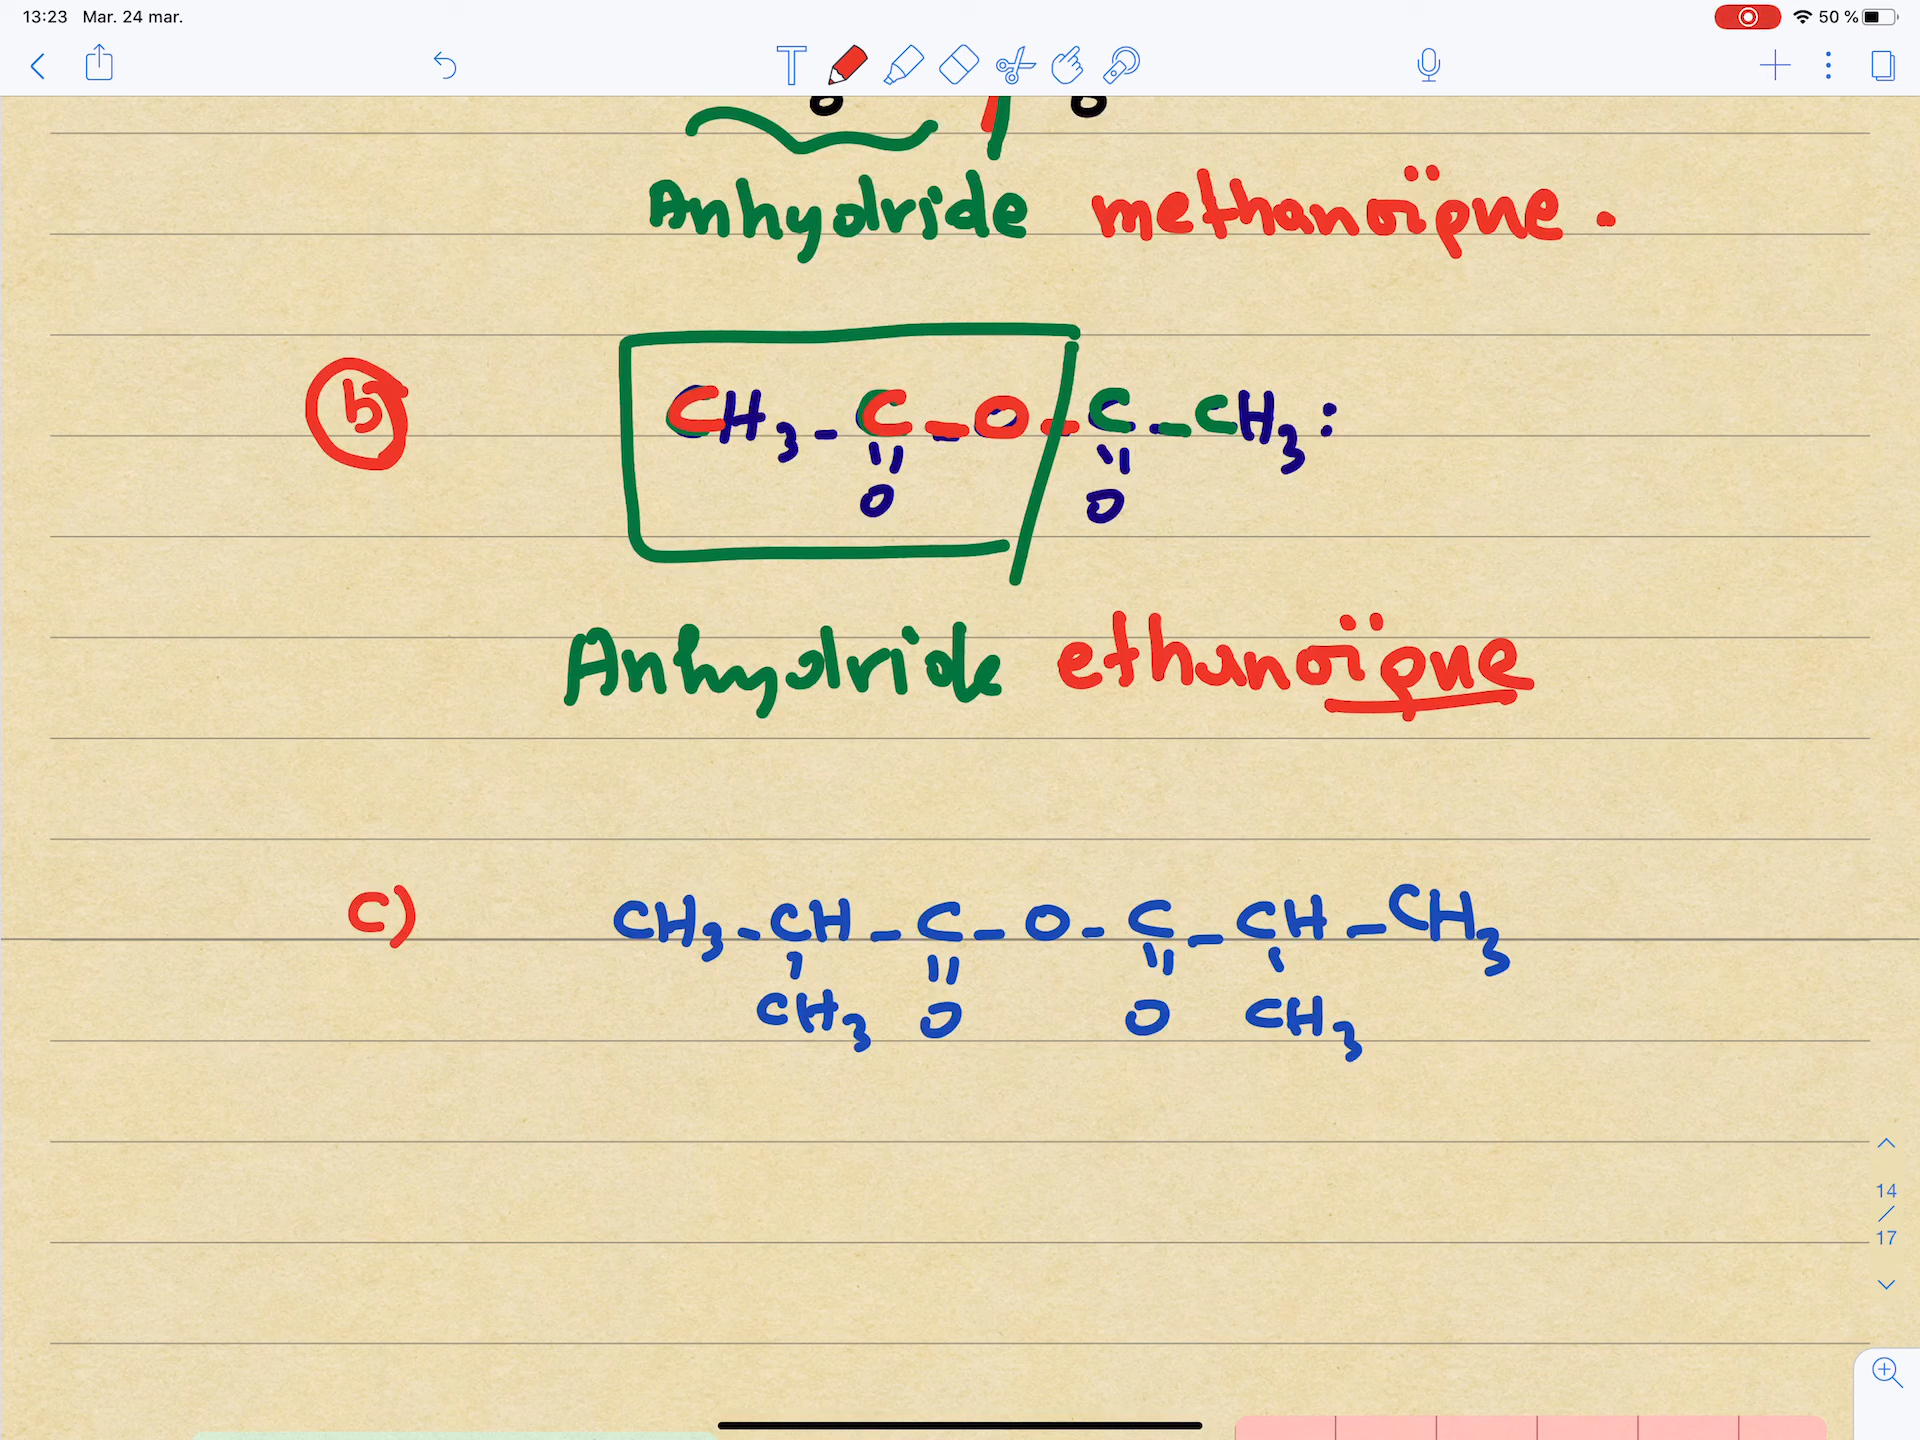 13:23 Mar. 24 mar. 50 %
T
Anhydride methanoïque.
b CH3-C-O-C-CH3:
O O
Anhydride ethanoïque
c) CH3-CH-C-O-C-CH-CH3
CH3 O O CH3
14
/
17